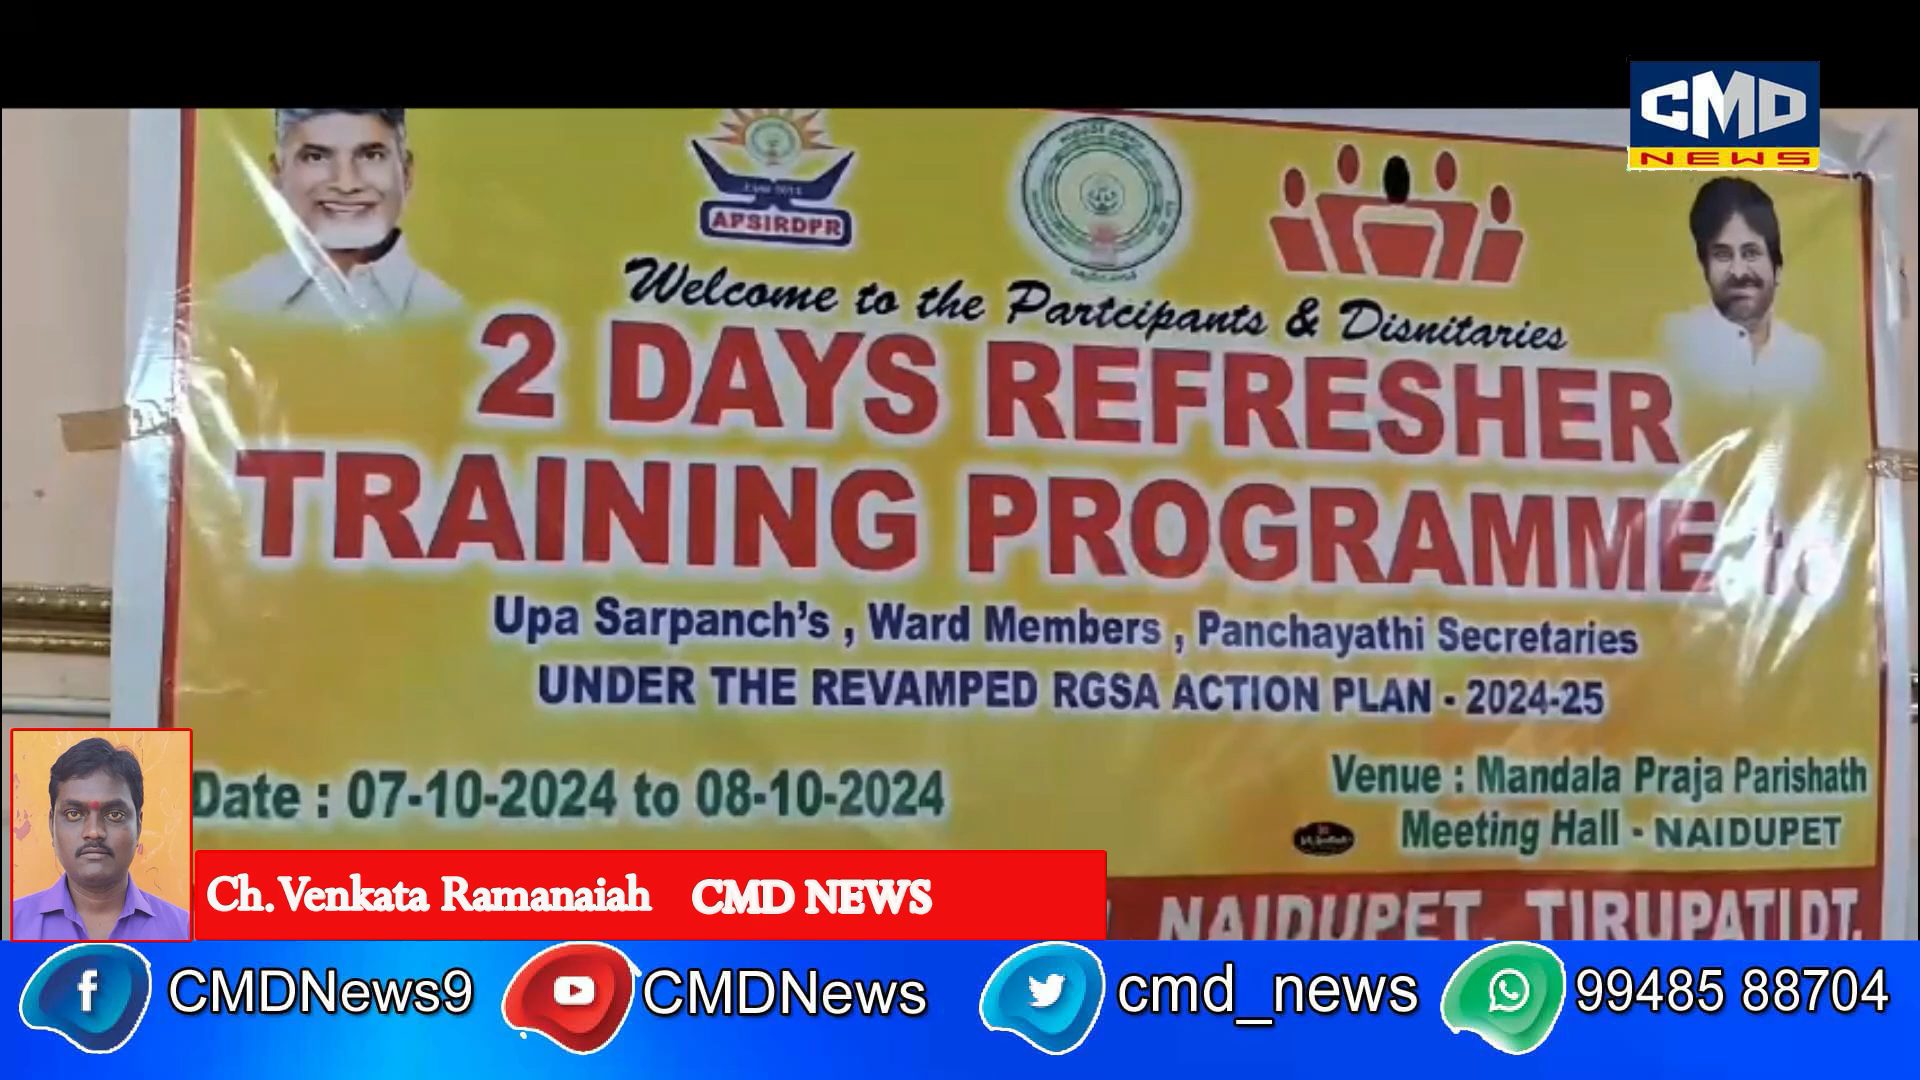 CMD
NEWS
APSIRDPR
Welcome to the Partcipants & Disnitaries
2 DAYS REFRESHER
TRAINING PROGRAMME to
Upa Sarpanch's , Ward Members , Panchayathi Secretaries
UNDER THE REVAMPED RGSA ACTION PLAN - 2024-25
Date : 07-10-2024 to 08-10-2024
Venue : Mandala Praja Parishath
Meeting Hall - NAIDUPET
NAIDUPET, TIRUPATI DT.
Ch. Venkata Ramanaiah CMD NEWS
CMDNews9
CMDNews
cmd_news
99485 88704